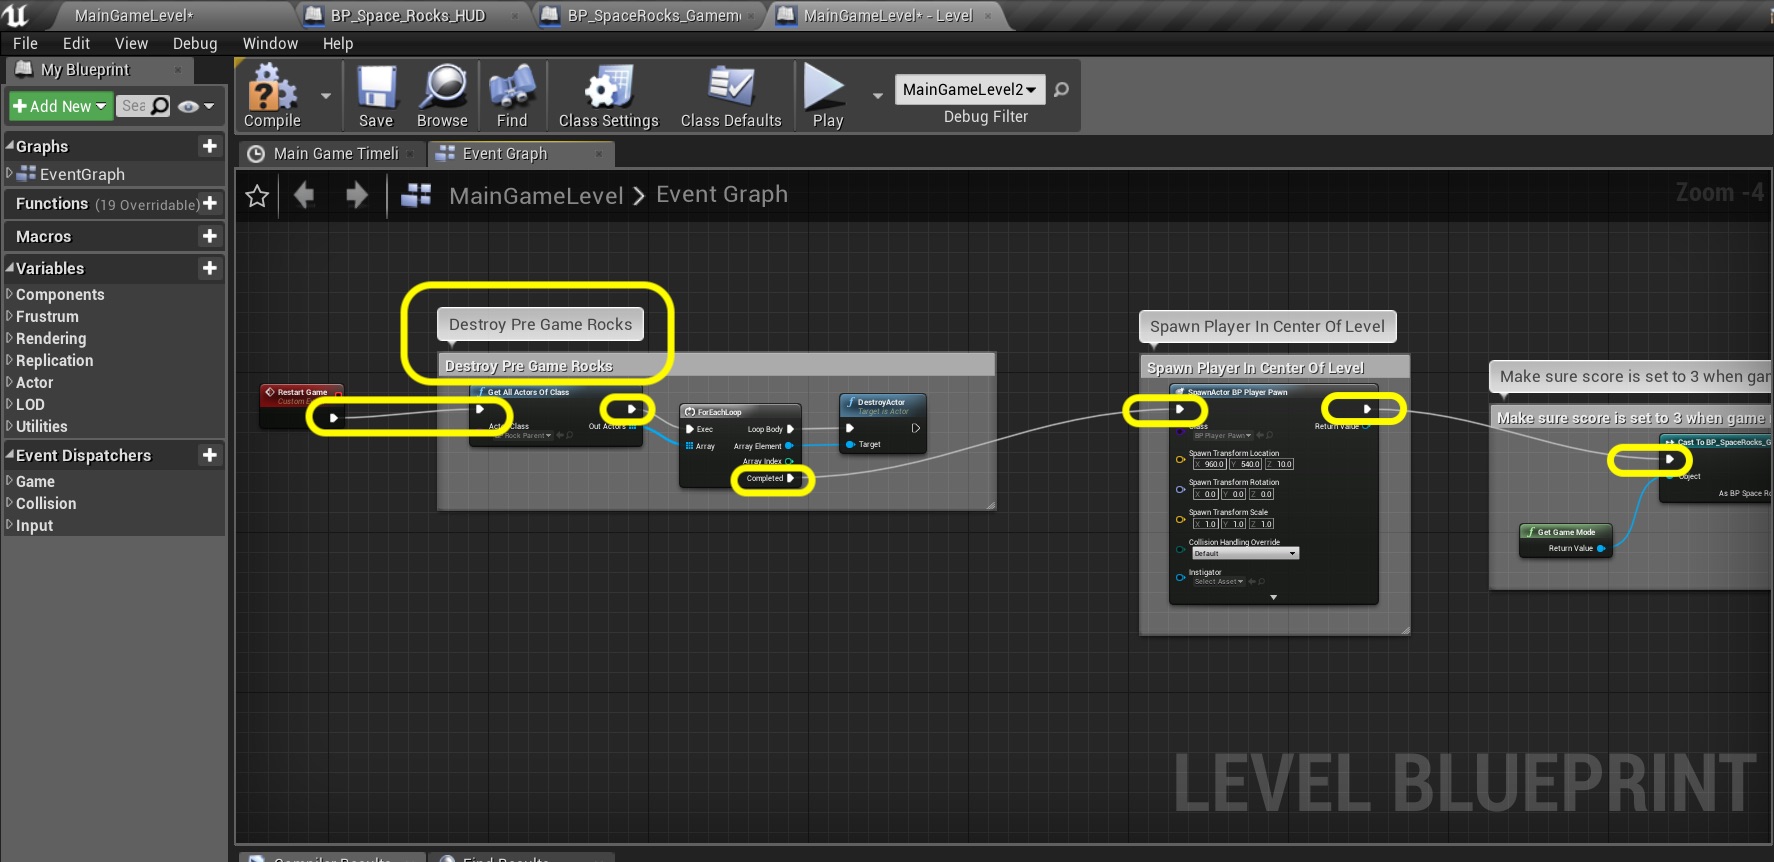 MainGameLevel*
BP_Space_Rocks_HUD
BP_SpaceRocks_Gamem
MainGameLevel* - Level
File Edit View Debug Window Help
My Blueprint
Add New
Sea
Compile
Save
Browse
Find
Class Settings
Class Defaults
Play
MainGameLevel2
Debug Filter
Graphs
EventGraph
Functions (19 Overridable)
Macros
Variables
Components
Frustrum
Rendering
Replication
Actor
LOD
Utilities
Event Dispatchers
Game
Collision
Input
Main Game Timeli
Event Graph
MainGameLevel > Event Graph
Zoom -4
Destroy Pre Game Rocks
Destroy Pre Game Rocks
Restart Game
Get All Actors Of Class
Out Actors
Rock Parent
ForEachLoop
Exec
Loop Body
Array
Array Element
Array Index
Completed
DestroyActor
Target is Actor
Target
Spawn Player In Center Of Level
Spawn Player In Center Of Level
SpawnActor BP Player Pawn
Class
Return Value
BP Player Pawn
Spawn Transform Location
X 960.0 Y 540.0 Z 10.0
Spawn Transform Rotation
X 0.0 Y 0.0 Z 0.0
Spawn Transform Scale
X 1.0 Y 1.0 Z 1.0
Collision Handling Override
Default
Instigator
Select Asset
Make sure score is set to 3 when gar
Make sure score is set to 3 when game
Cast To BP_SpaceRocks_G
Object
As BP Space Ro
Get Game Mode
Return Value
LEVEL BLUEPRINT
Compiler Results
Find Results